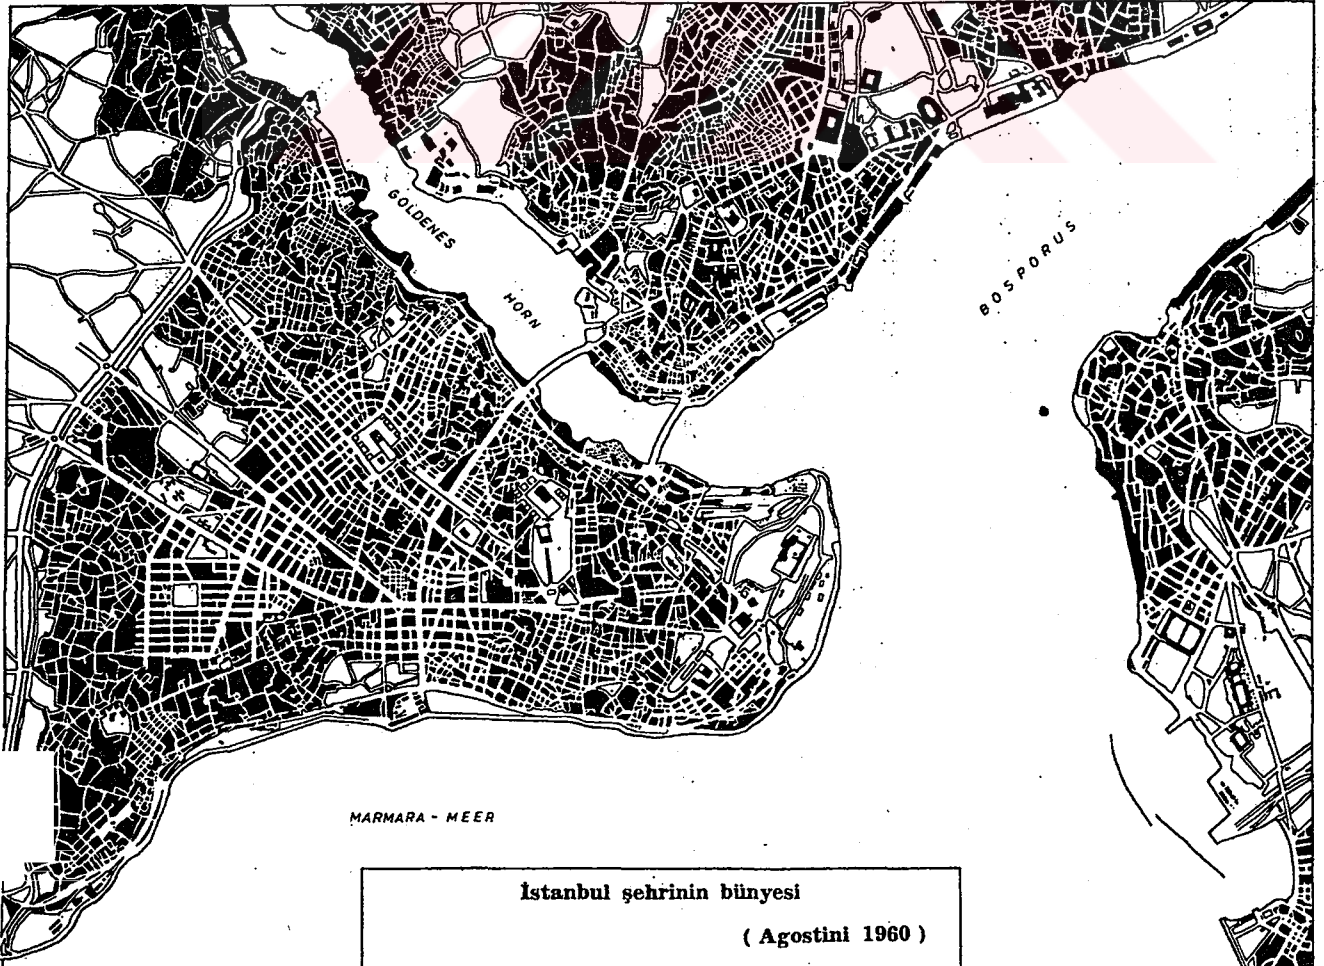 GOLDENES
HORN
BOSPORUS
MARMARA - MEER
İstanbul şehrinin bünyesi
( Agostini 1960 )